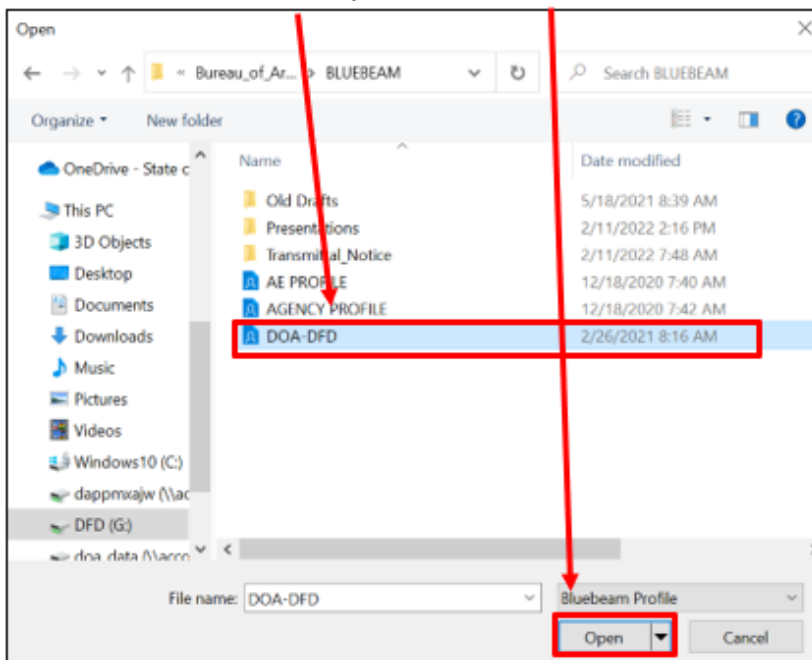 Open
« Bureau_of_Ar... > BLUEBEAM
Search BLUEBEAM
Organize
New folder
Name
Date modified
OneDrive - State c
This PC
3D Objects
Desktop
Documents
Downloads
Music
Pictures
Videos
Windows10 (C:)
dappmxajw (\\ac
DFD (G:)
doa_data (\\acco
Old Drafts 5/18/2021 8:39 AM
Presentations 2/11/2022 2:16 PM
Transmittal_Notice 2/11/2022 7:48 AM
AE PROFILE 12/18/2020 7:40 AM
AGENCY PROFILE 12/18/2020 7:42 AM
DOA-DFD 2/26/2021 8:16 AM
File name: DOA-DFD
Bluebeam Profile
Open
Cancel